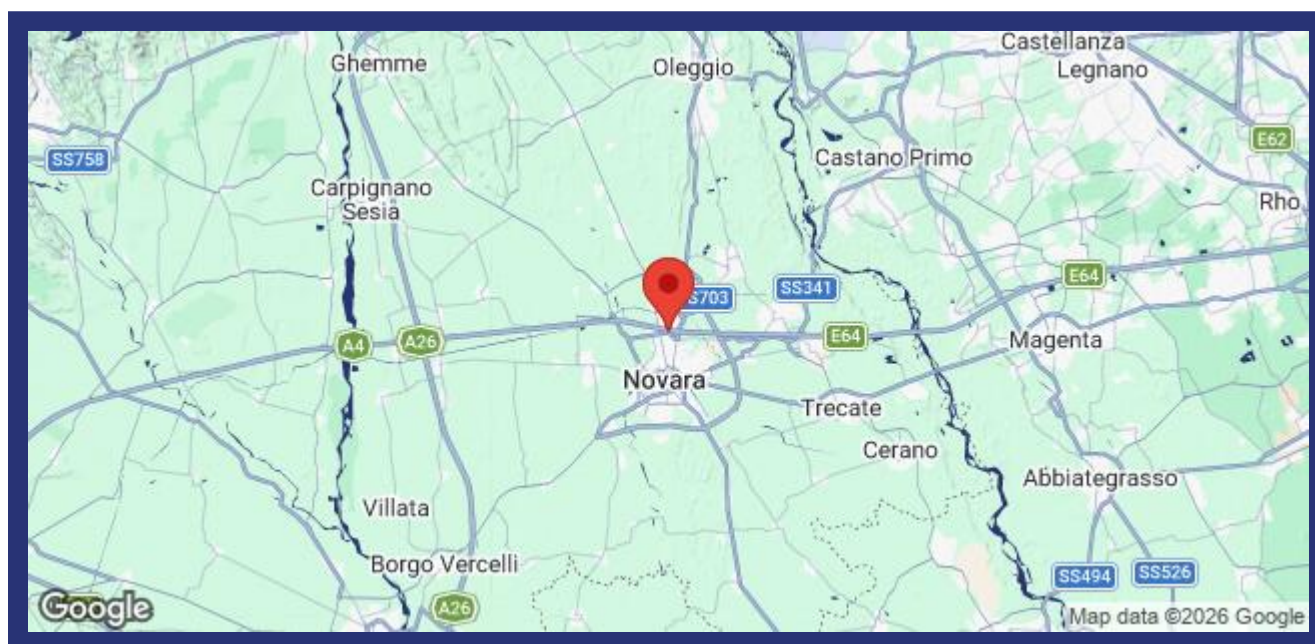 Castellanza
Ghemme
Oleggio
Legnano
E62
SS758
Castano Primo
Carpignano
Sesia
Rho
E64
SS341
SS703
A4
A26
E64
Magenta
Novara
Trecate
Cerano
Abbiategrasso
Villata
Borgo Vercelli
SS494
SS526
A26
Google
Map data ©2026 Google